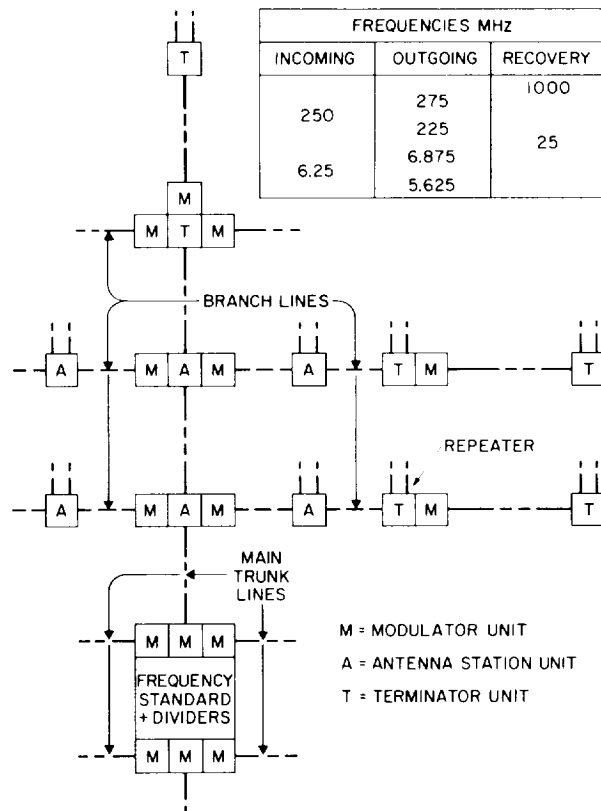 FREQUENCIES MHz
INCOMING OUTGOING RECOVERY
1000
250 275
225 25
6.25 6.875
5.625
T
M
M T M
BRANCH LINES
A M A M A T M T
REPEATER
A M A M A T M T
MAIN
TRUNK
LINES
M M M
FREQUENCY
STANDARD
+ DIVIDERS
M M M
M = MODULATOR UNIT
A = ANTENNA STATION UNIT
T = TERMINATOR UNIT